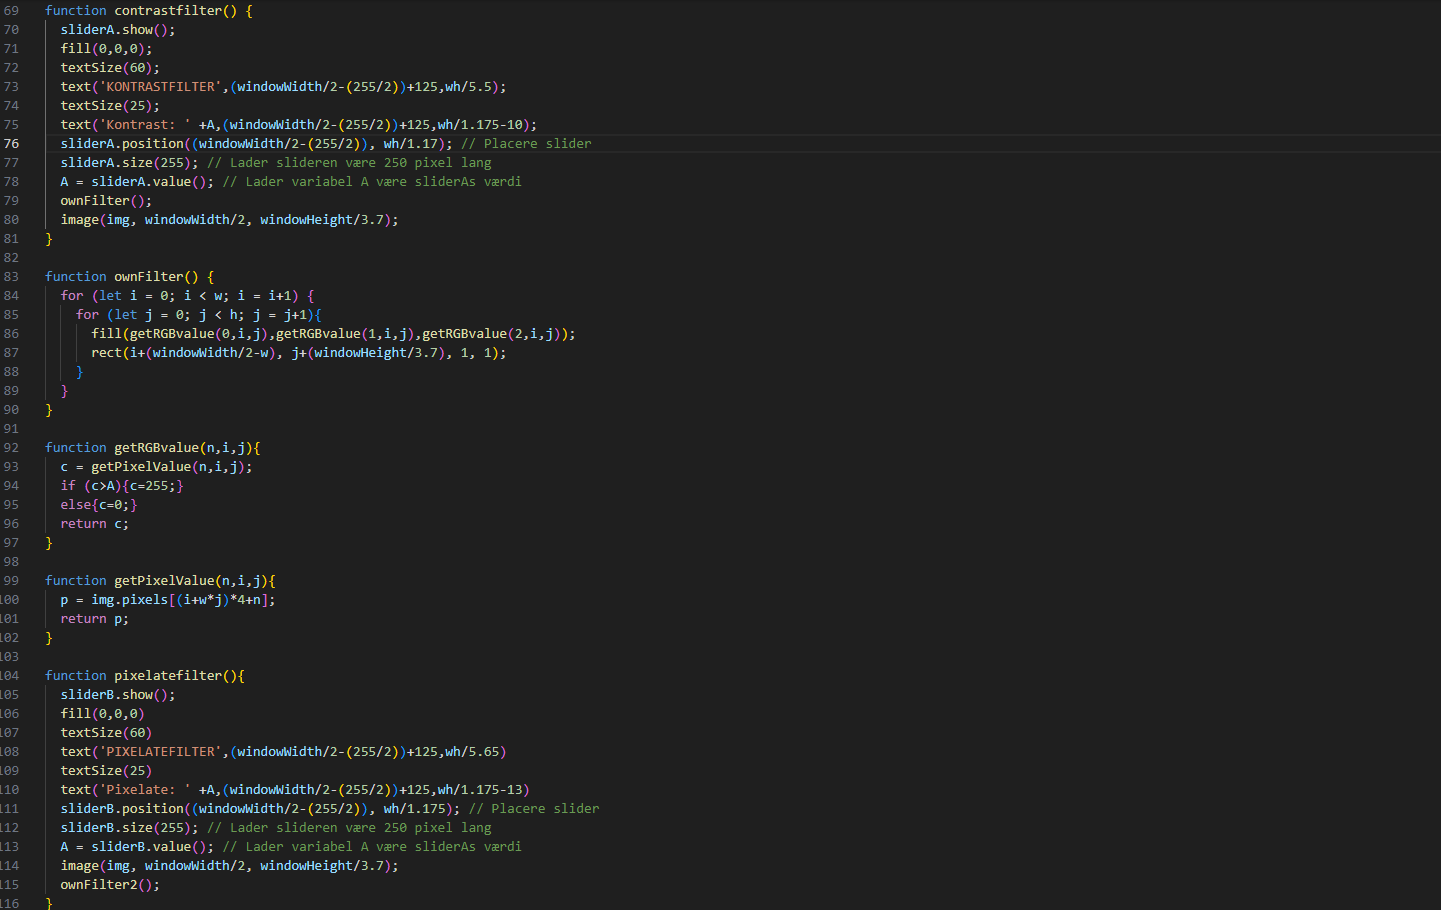 69 function contrastfilter() {
70 sliderA.show();
71 fill(0,0,0);
72 textSize(60);
73 text('KONTRASTFILTER',(windowWidth/2-(255/2))+125,wh/5.5);
74 textSize(25);
75 text('Kontrast: ' +A,(windowWidth/2-(255/2))+125,wh/1.175-10);
76 sliderA.position((windowWidth/2-(255/2)), wh/1.17); // Placere slider
77 sliderA.size(255); // Lader slideren være 250 pixel lang
78 A = sliderA.value(); // Lader variabel A være sliderAs værdi
79 ownFilter();
80 image(img, windowWidth/2, windowHeight/3.7);
81 }
82
83 function ownFilter() {
84 for (let i = 0; i < w; i = i+1) {
85 for (let j = 0; j < h; j = j+1){
86 fill(getRGBvalue(0,i,j),getRGBvalue(1,i,j),getRGBvalue(2,i,j));
87 rect(i+(windowWidth/2-w), j+(windowHeight/3.7), 1, 1);
88 }
89 }
90 }
91
92 function getRGBvalue(n,i,j){
93 c = getPixelValue(n,i,j);
94 if (c>A){c=255;}
95 else{c=0;}
96 return c;
97 }
98
99 function getPixelValue(n,i,j){
100 p = img.pixels[(i+w*j)*4+n];
101 return p;
102 }
103
104 function pixelatefilter(){
105 sliderB.show();
106 fill(0,0,0)
107 textSize(60)
108 text('PIXELATEFILTER',(windowWidth/2-(255/2))+125,wh/5.65)
109 textSize(25)
110 text('Pixelate: ' +A,(windowWidth/2-(255/2))+125,wh/1.175-13)
111 sliderB.position((windowWidth/2-(255/2)), wh/1.175); // Placere slider
112 sliderB.size(255); // Lader slideren være 250 pixel lang
113 A = sliderB.value(); // Lader variabel A være sliderAs værdi
114 image(img, windowWidth/2, windowHeight/3.7);
115 ownFilter2();
116 }